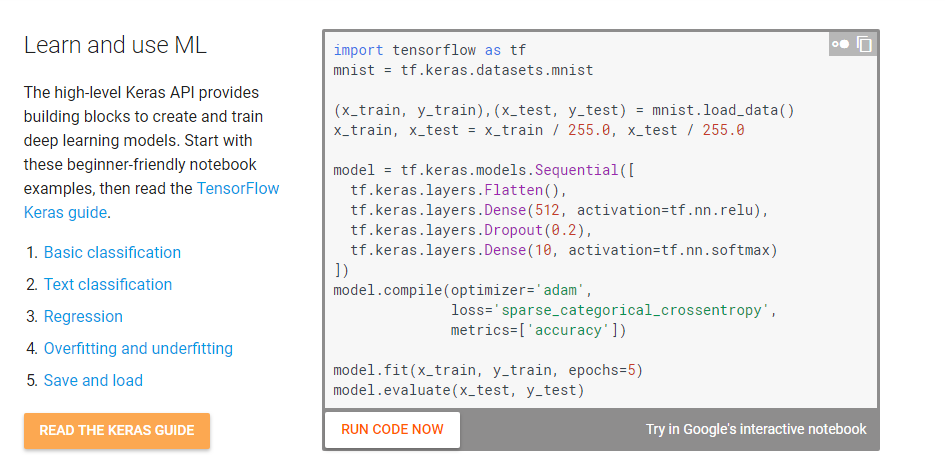 Learn and use ML
The high-level Keras API provides
building blocks to create and train
deep learning models. Start with
these beginner-friendly notebook
examples, then read the TensorFlow
Keras guide.
1. Basic classification
2. Text classification
3. Regression
4. Overfitting and underfitting
5. Save and load
READ THE KERAS GUIDE
import tensorflow as tf
mnist = tf.keras.datasets.mnist
(x_train, y_train),(x_test, y_test) = mnist.load_data()
x_train, x_test = x_train / 255.0, x_test / 255.0
model = tf.keras.models.Sequential([
  tf.keras.layers.Flatten(),
  tf.keras.layers.Dense(512, activation=tf.nn.relu),
  tf.keras.layers.Dropout(0.2),
  tf.keras.layers.Dense(10, activation=tf.nn.softmax)
])
model.compile(optimizer='adam',
              loss='sparse_categorical_crossentropy',
              metrics=['accuracy'])
model.fit(x_train, y_train, epochs=5)
model.evaluate(x_test, y_test)
RUN CODE NOW
Try in Google's interactive notebook